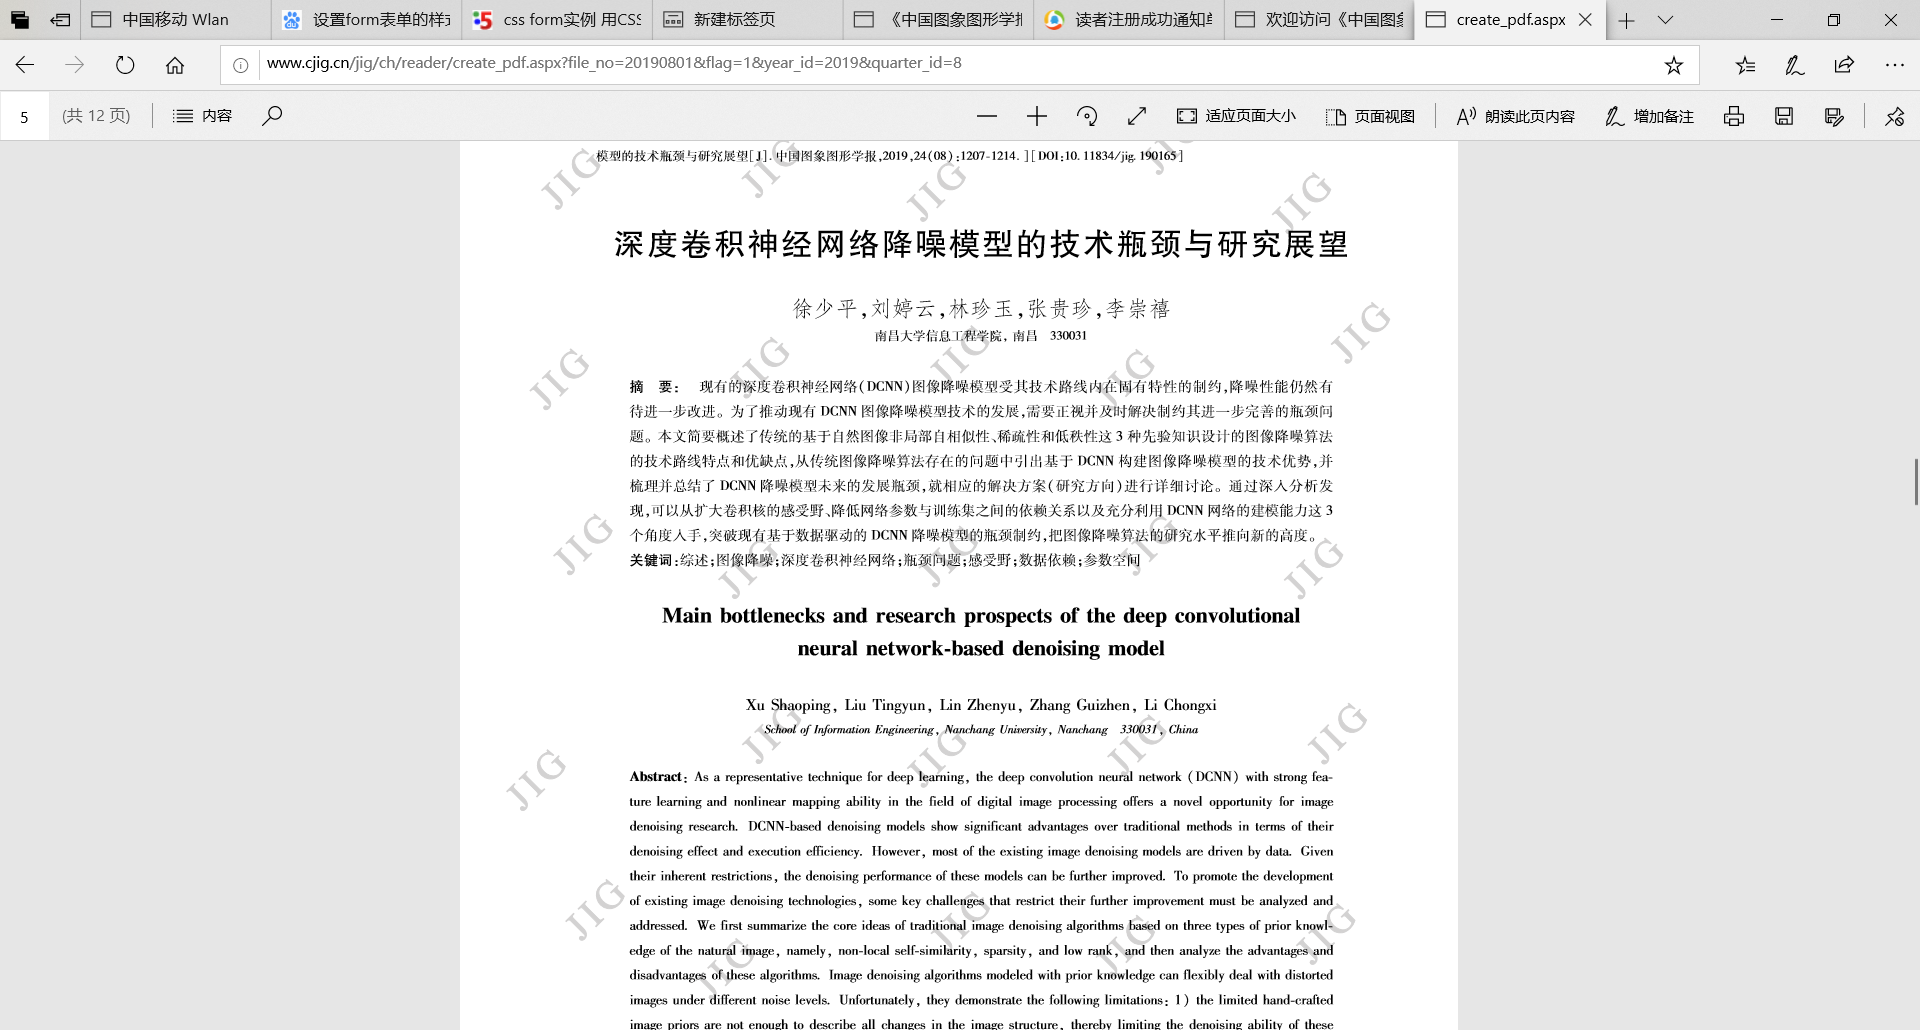 中国移动 Wlan
设置form表单的样式
css form实例 用CSS
新建标签页
《中国图象图形学报
读者注册成功通知单
欢迎访问《中国图象
create_pdf.aspx
www.cjig.cn/jig/ch/reader/create_pdf.aspx?file_no=20190801&flag=1&year_id=2019&quarter_id=8
5 (共 12 页) 内容 适应页面大小 页面视图 朗读此页内容 增加备注
模型的技术瓶颈与研究展望[J]. 中国图象图形学报,2019,24(08):1207-1214. ][DOI:10. 11834/jig. 190165]
深度卷积神经网络降噪模型的技术瓶颈与研究展望
徐少平,刘婷云,林珍玉,张贵珍,李崇禧
南昌大学信息工程学院, 南昌 330031
摘 要: 现有的深度卷积神经网络(DCNN)图像降噪模型受其技术路线内在固有特性的制约,降噪性能仍然有
待进一步改进。为了推动现有 DCNN 图像降噪模型技术的发展,需要正视并及时解决制约其进一步完善的瓶颈问
题。本文简要概述了传统的基于自然图像非局部自相似性、稀疏性和低秩性这 3 种先验知识设计的图像降噪算法
的技术路线特点和优缺点,从传统图像降噪算法存在的问题中引出基于 DCNN 构建图像降噪模型的技术优势,并
梳理并总结了 DCNN 降噪模型未来的发展瓶颈,就相应的解决方案(研究方向)进行详细讨论。通过深入分析发
现,可以从扩大卷积核的感受野、降低网络参数与训练集之间的依赖关系以及充分利用 DCNN 网络的建模能力这 3
个角度入手,突破现有基于数据驱动的 DCNN 降噪模型的瓶颈制约,把图像降噪算法的研究水平推向新的高度。
关键词:综述;图像降噪;深度卷积神经网络;瓶颈问题;感受野;数据依赖;参数空间
Main bottlenecks and research prospects of the deep convolutional
neural network-based denoising model
Xu Shaoping, Liu Tingyun, Lin Zhenyu, Zhang Guizhen, Li Chongxi
School of Information Engineering, Nanchang University, Nanchang 330031, China
Abstract: As a representative technique for deep learning, the deep convolution neural network (DCNN) with strong fea-
ture learning and nonlinear mapping ability in the field of digital image processing offers a novel opportunity for image
denoising research. DCNN-based denoising models show significant advantages over traditional methods in terms of their
denoising effect and execution efficiency. However, most of the existing image denoising models are driven by data. Given
their inherent restrictions, the denoising performance of these models can be further improved. To promote the development
of existing image denoising technologies, some key challenges that restrict their further improvement must be analyzed and
addressed. We first summarize the core ideas of traditional image denoising algorithms based on three types of prior knowl-
edge of the natural image, namely, non-local self-similarity, sparsity, and low rank, and then analyze the advantages and
disadvantages of these algorithms. Image denoising algorithms modeled with prior knowledge can flexibly deal with distorted
images under different noise levels. Unfortunately, they demonstrate the following limitations: 1) the limited hand-crafted
image priors are not enough to describe all changes in the image structure, thereby limiting the denoising ability of these